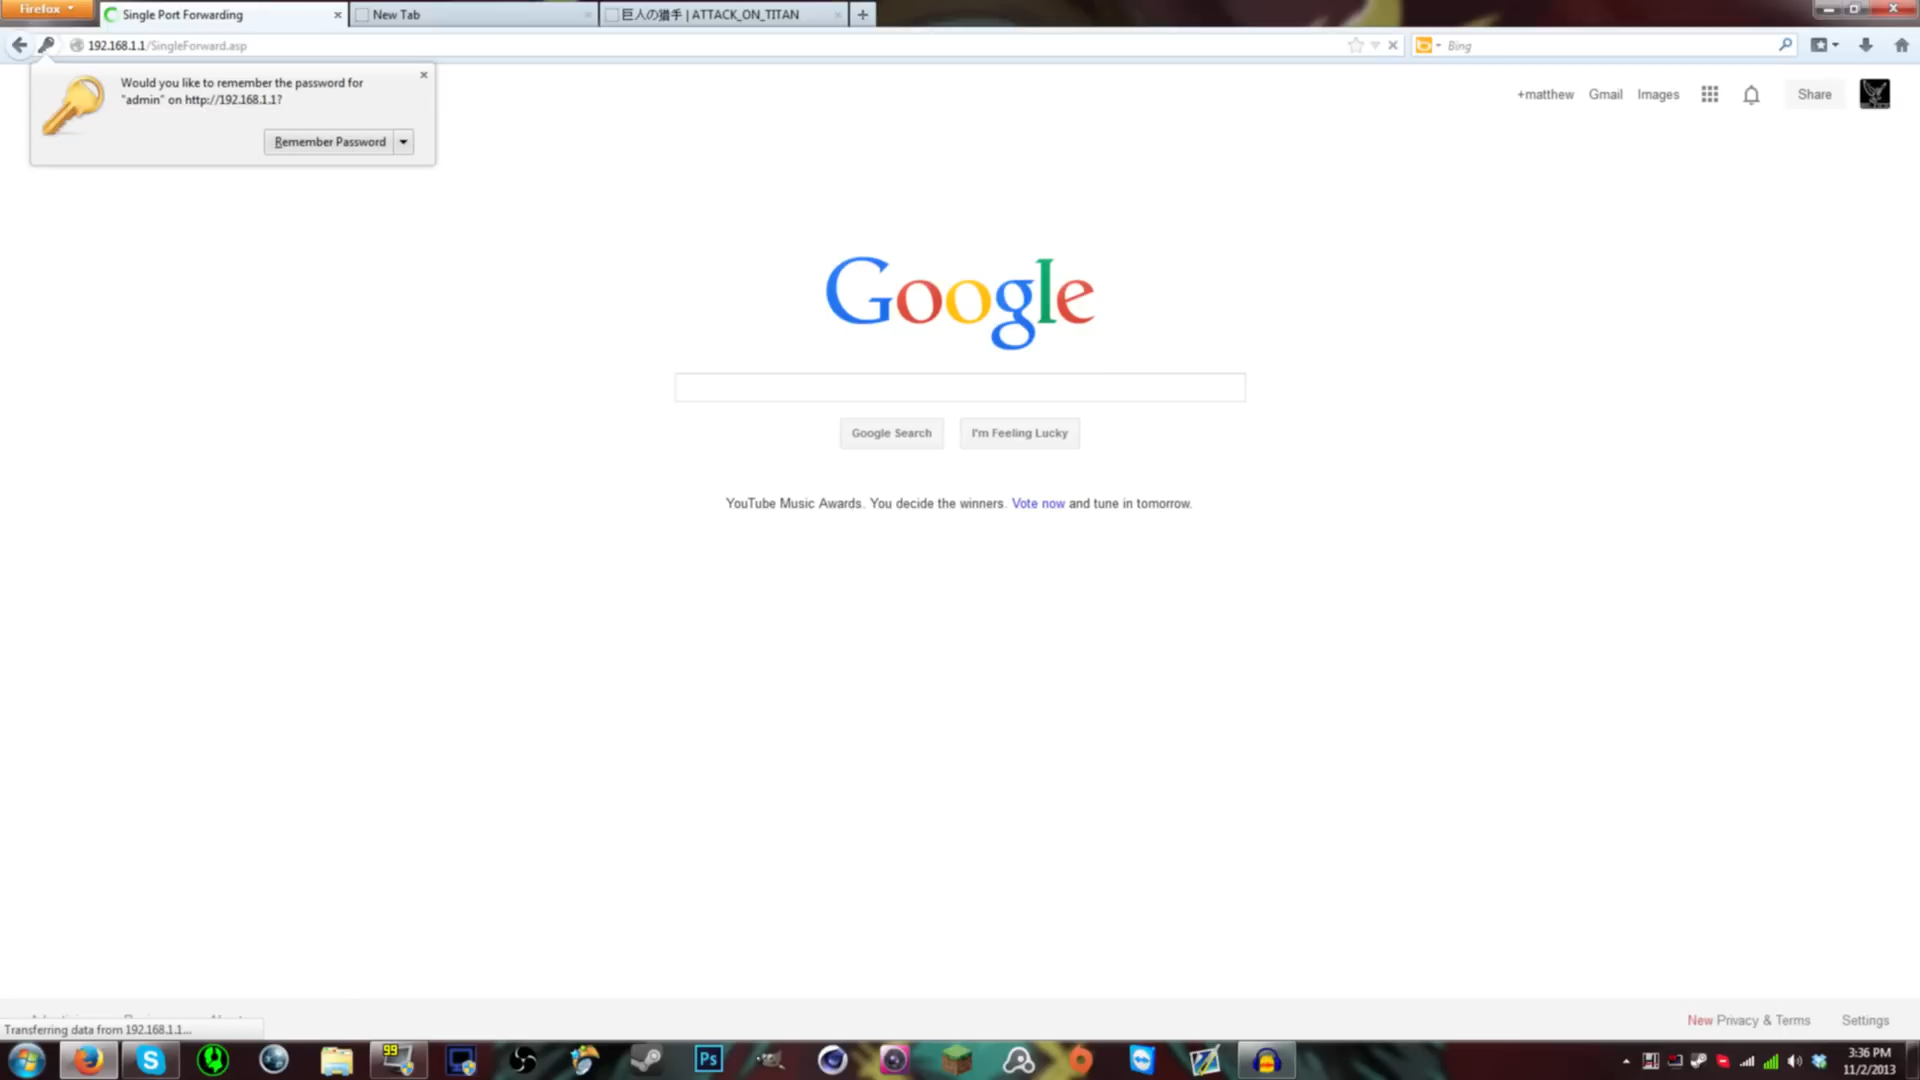 Firefox
Single Port Forwarding
New Tab
巨人の猎手 | ATTACK_ON_TITAN
192.168.1.1/SingleForward.asp
Bing
Would you like to remember the password for
"admin" on http://192.168.1.1?
Remember Password
+matthew Gmail Images
Share
Google
Google Search
I'm Feeling Lucky
YouTube Music Awards. You decide the winners. Vote now and tune in tomorrow.
Transferring data from 192.168.1.1...
New Privacy & Terms
Settings
99
Ps
3:36 PM
11/2/2013